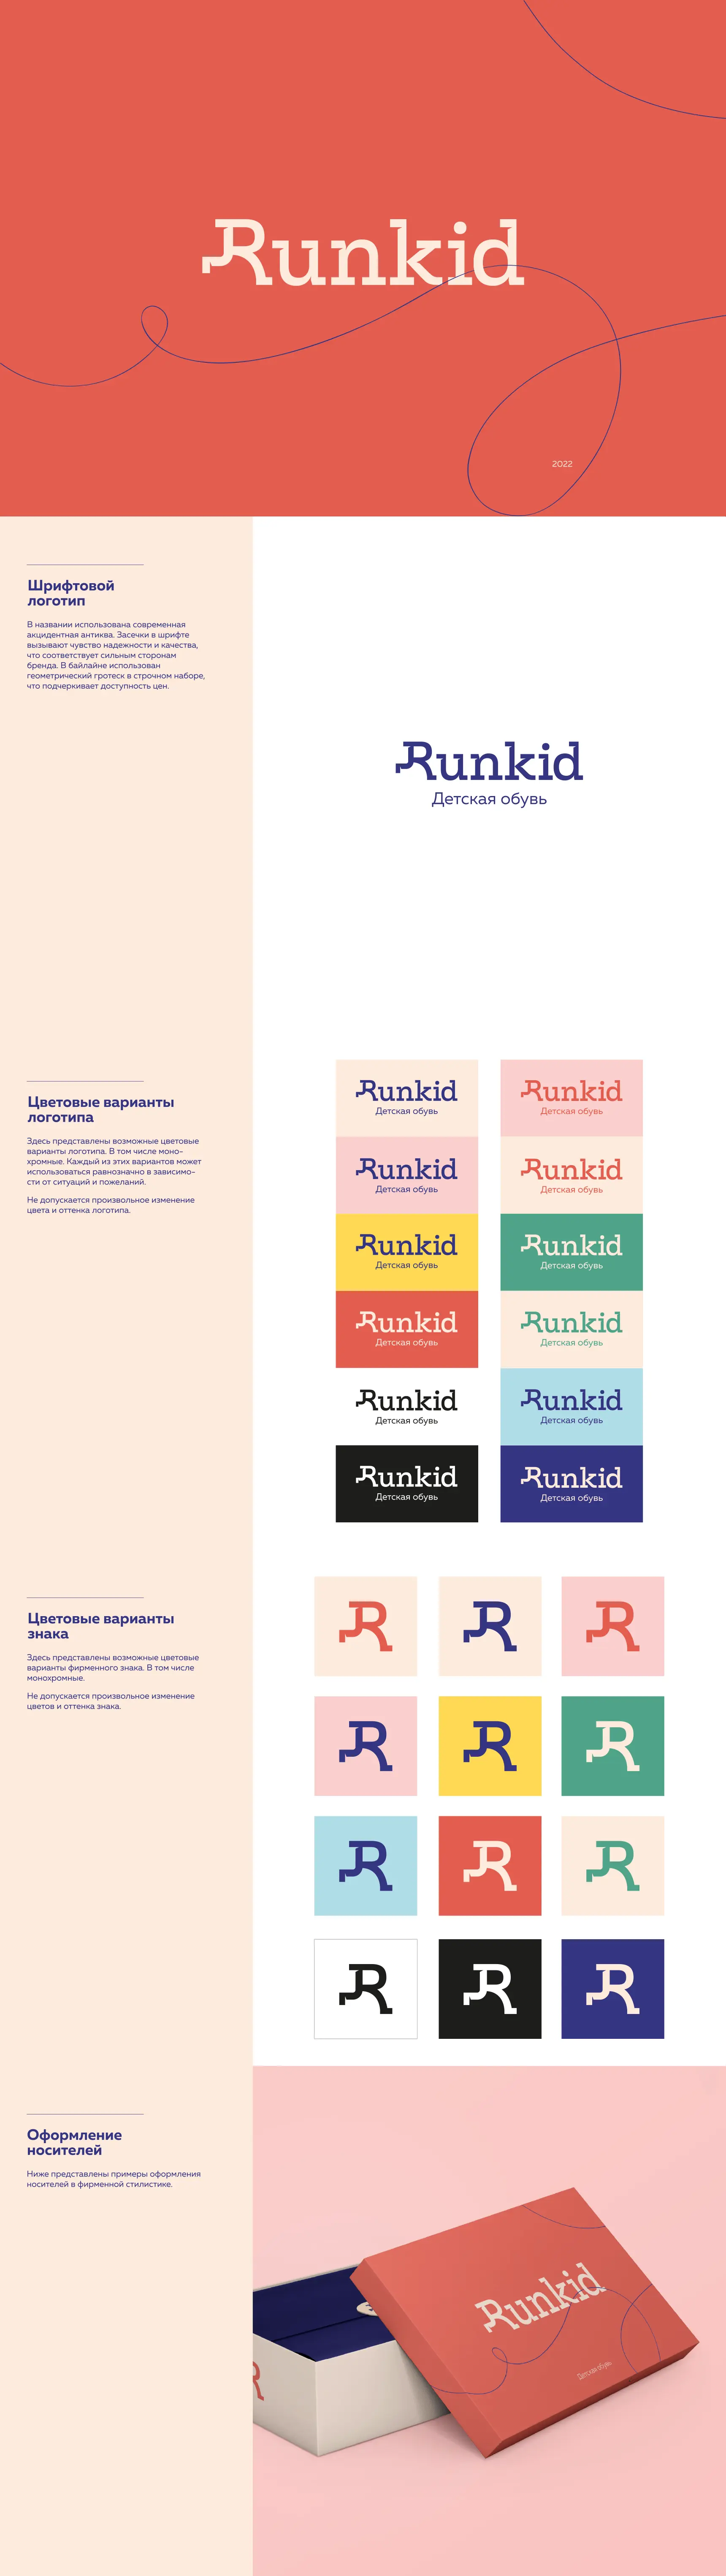 Runkid
2022
Шрифтовой
логотип
В названии использована современная
акцидентная антиква. Засечки в шрифте
вызывают чувство надежности и качества,
что соответствует сильным сторонам
бренда. В байлайне использован
геометрический гротеск в строчном наборе,
что подчеркивает доступность цен.
Runkid
Детская обувь
Цветовые варианты
логотипа
Здесь представлены возможные цветовые
варианты логотипа. В том числе моно-
хромные. Каждый из этих вариантов может
использоваться равнозначно в зависимо-
сти от ситуаций и пожеланий.
Не допускается произвольное изменение
цвета и оттенка логотипа.
Runkid
Детская обувь
Runkid
Детская обувь
Runkid
Детская обувь
Runkid
Детская обувь
Runkid
Детская обувь
Runkid
Детская обувь
Runkid
Детская обувь
Runkid
Детская обувь
Runkid
Детская обувь
Runkid
Детская обувь
Runkid
Детская обувь
Runkid
Детская обувь
Цветовые варианты
знака
Здесь представлены возможные цветовые
варианты фирменного знака. В том числе
монохромные.
Не допускается произвольное изменение
цветов и оттенка знака.
R
R
R
R
R
R
R
R
R
R
R
R
Оформление
носителей
Ниже представлены примеры оформления
носителей в фирменной стилистике.
Runkid
Детская обувь
R